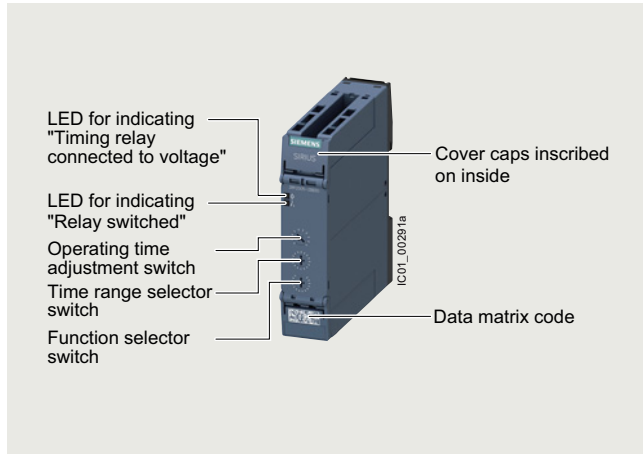 LED for indicating
"Timing relay
connected to voltage"
LED for indicating
"Relay switched"
Operating time
adjustment switch
Time range selector
switch
Function selector
switch
SIEMENS
SIRIUS
Cover caps inscribed
on inside
IC01_00291a
Data matrix code